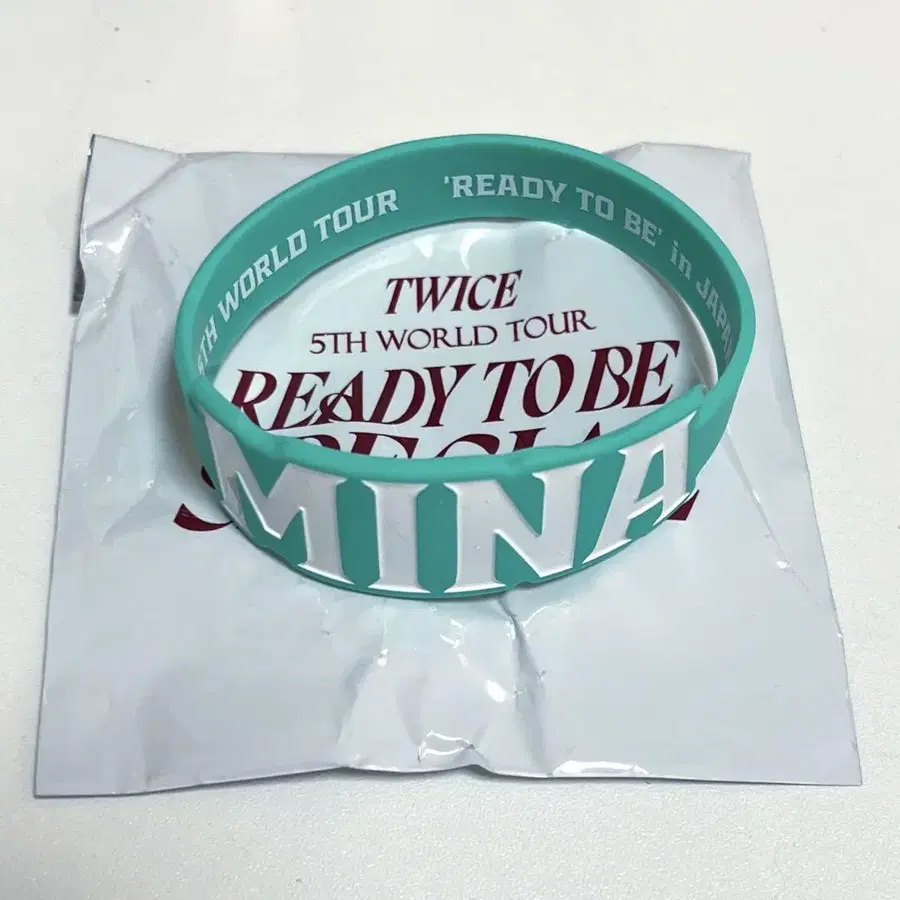 5TH WORLD TOUR 'READY TO BE' in JAPAN
TWICE
5TH WORLD TOUR
READY TO BE
MINA